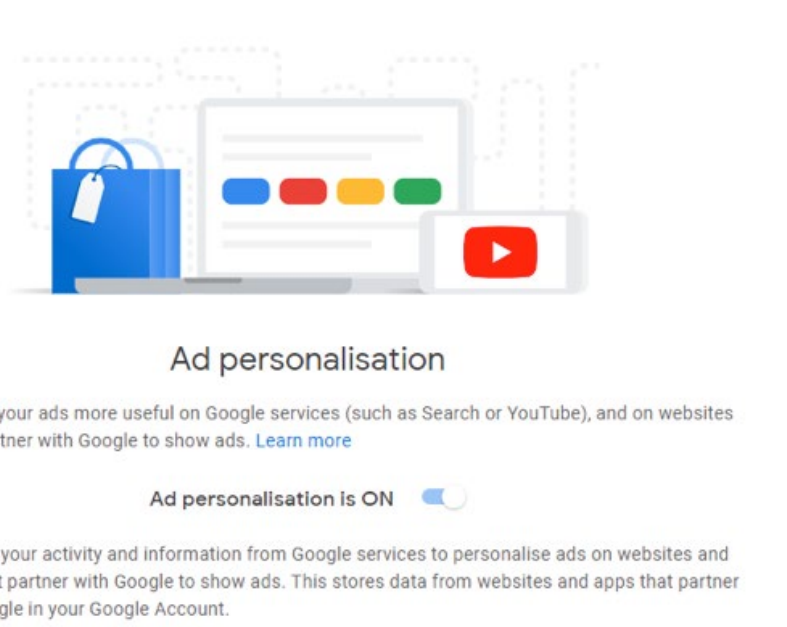 Ad personalisation
your ads more useful on Google services (such as Search or YouTube), and on websites
tner with Google to show ads. Learn more
Ad personalisation is ON
your activity and information from Google services to personalise ads on websites and
t partner with Google to show ads. This stores data from websites and apps that partner
gle in your Google Account.